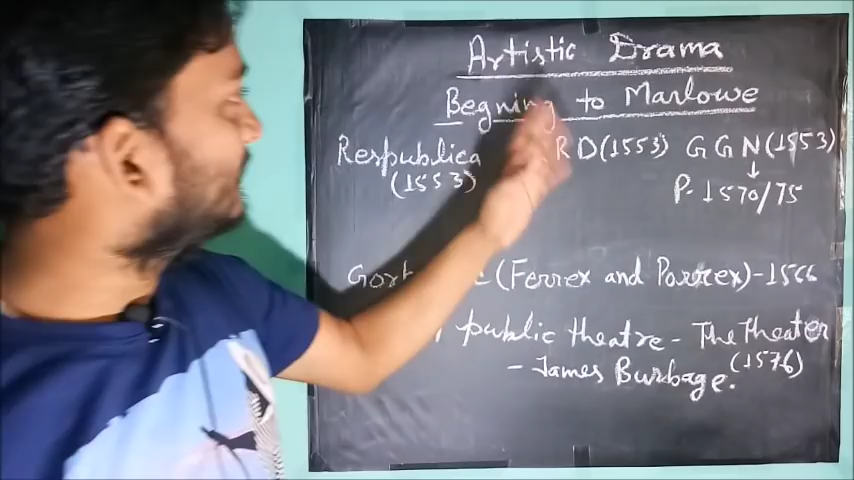 Artistic Drama
Begning to Marlowe
Respublica RD(1553) GGN(1553)
(1553) ↓
P. 1570/75
(Ferrex and Porrex)-1566
public theatre - The Theater
- James Burbage. (1576)